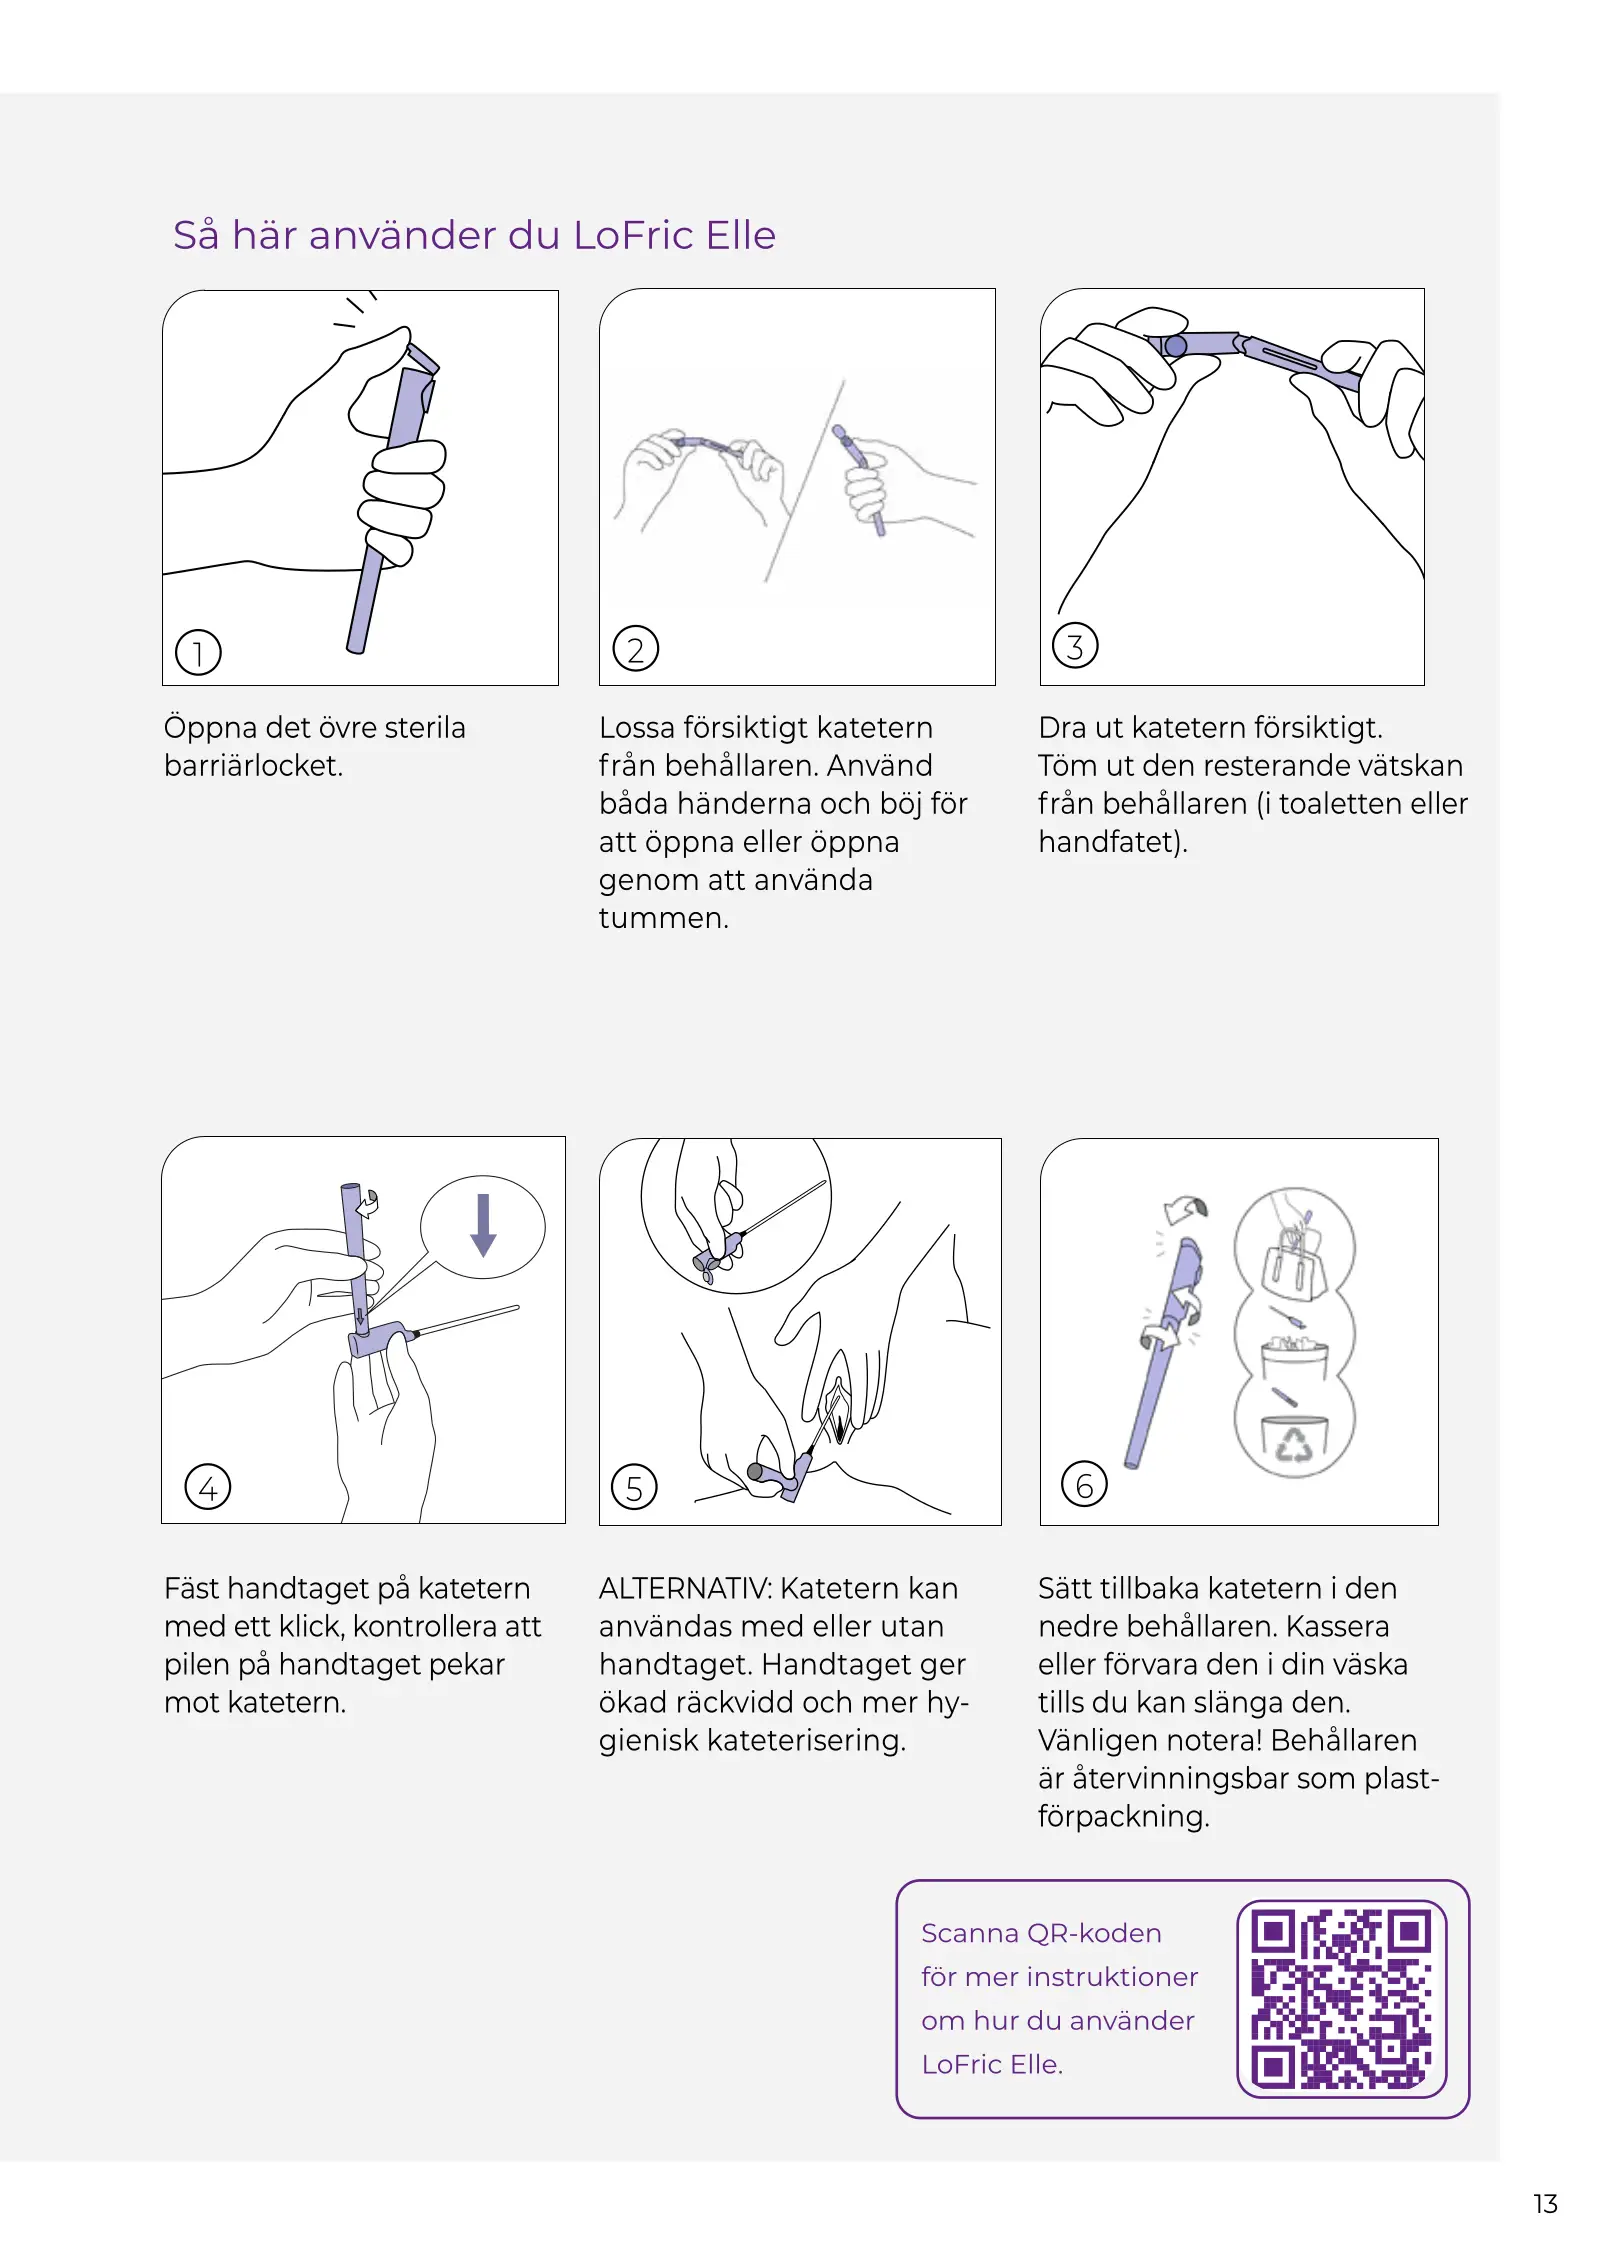 Så här använder du LoFric Elle
1
2
3
Öppna det övre sterila
barriärlocket.
Lossa försiktigt katetern
från behållaren. Använd
båda händerna och böj för
att öppna eller öppna
genom att använda
tummen.
Dra ut katetern försiktigt.
Töm ut den resterande vätskan
från behållaren (i toaletten eller
handfatet).
4
5
6
Fäst handtaget på katetern
med ett klick, kontrollera att
pilen på handtaget pekar
mot katetern.
ALTERNATIV: Katetern kan
användas med eller utan
handtaget. Handtaget ger
ökad räckvidd och mer hy-
gienisk kateterisering.
Sätt tillbaka katetern i den
nedre behållaren. Kassera
eller förvara den i din väska
tills du kan slänga den.
Vänligen notera! Behållaren
är återvinningsbar som plast-
förpackning.
Scanna QR-koden
för mer instruktioner
om hur du använder
LoFric Elle.
13